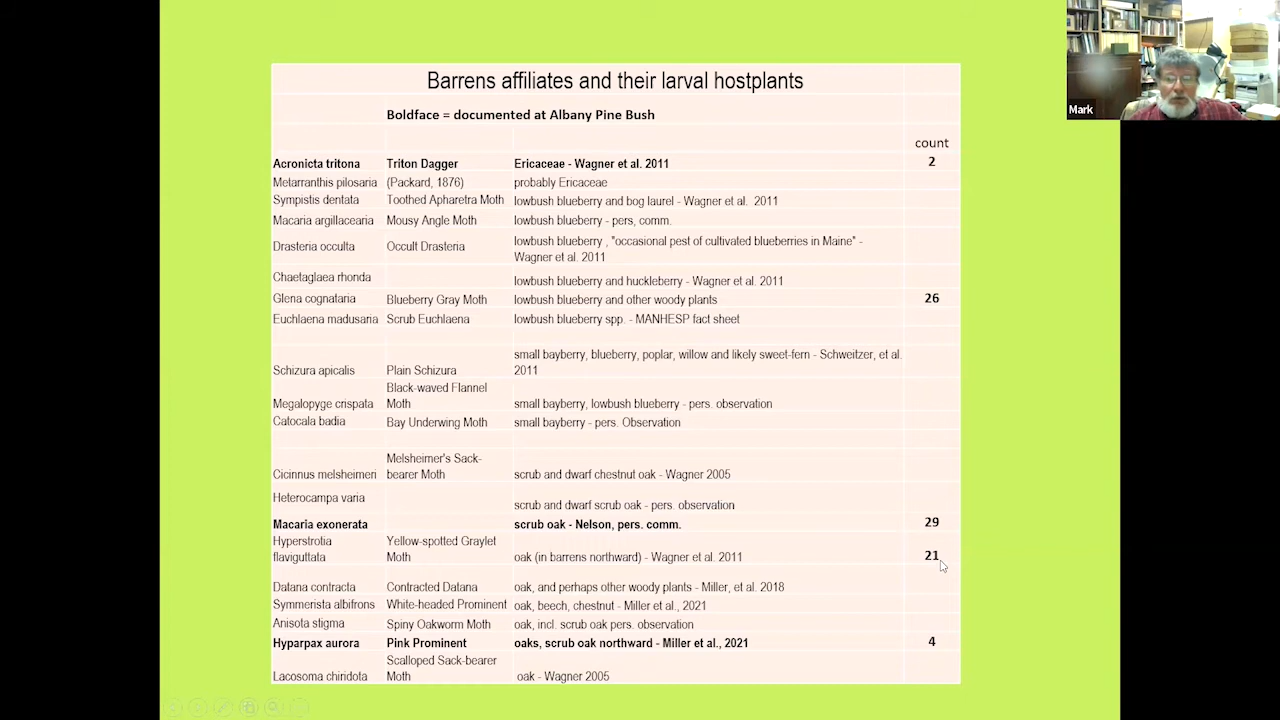 Barrens affiliates and their larval hostplants
Boldface = documented at Albany Pine Bush
count
Acronicta tritona Triton Dagger Ericaceae - Wagner et al. 2011 2
Metarranthis pilosaria (Packard, 1876) probably Ericaceae
Sympistis dentata Toothed Apharetra Moth lowbush blueberry and bog laurel - Wagner et al. 2011
Macaria argillacearia Mousy Angle Moth lowbush blueberry - pers, comm.
Drasteria occulta Occult Drasteria lowbush blueberry , "occasional pest of cultivated blueberries in Maine" -
Wagner et al. 2011
Chaetaglaea rhonda lowbush blueberry and huckleberry - Wagner et al. 2011
Glena cognataria Blueberry Gray Moth lowbush blueberry and other woody plants 26
Euchlaena madusaria Scrub Euchlaena lowbush blueberry spp. - MANHESP fact sheet
small bayberry, blueberry, poplar, willow and likely sweet-fern - Schweitzer, et al.
Schizura apicalis Plain Schizura 2011
Black-waved Flannel
Megalopyge crispata Moth small bayberry, lowbush blueberry - pers. observation
Catocala badia Bay Underwing Moth small bayberry - pers. Observation
Melsheimer's Sack-
Cicinnus melsheimeri bearer Moth scrub and dwarf chestnut oak - Wagner 2005
Heterocampa varia scrub and dwarf scrub oak - pers. observation
Macaria exonerata scrub oak - Nelson, pers. comm. 29
Hyperstrotia Yellow-spotted Graylet
flaviguttata Moth oak (in barrens northward) - Wagner et al. 2011 21
Datana contracta Contracted Datana oak, and perhaps other woody plants - Miller, et al. 2018
Symmerista albifrons White-headed Prominent oak, beech, chestnut - Miller et al., 2021
Anisota stigma Spiny Oakworm Moth oak, incl. scrub oak pers. observation
Hyparpax aurora Pink Prominent oaks, scrub oak northward - Miller et al., 2021 4
Scalloped Sack-bearer
Lacosoma chiridota Moth oak - Wagner 2005
Mark